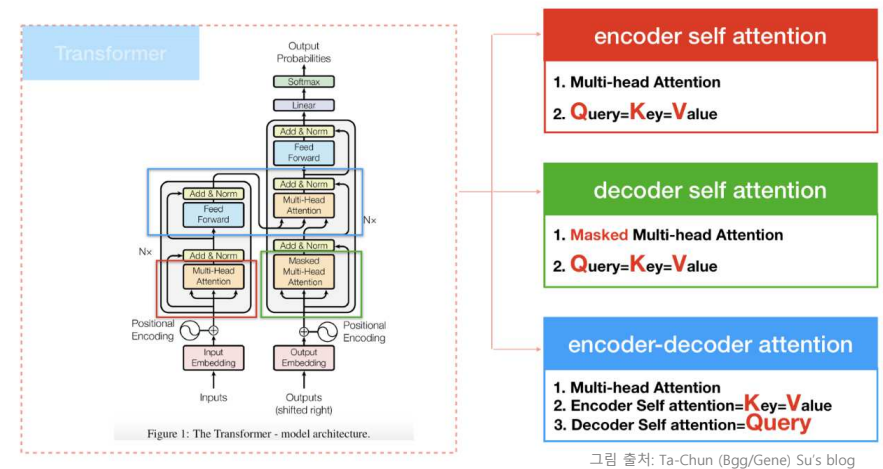 Transformer
Output
Probabilities
Softmax
Linear
Add & Norm
Feed
Forward
Add & Norm
Multi-Head
Attention
Add & Norm
Feed
Forward
N×
Add & Norm
Multi-Head
Attention
N×
Add & Norm
Masked
Multi-Head
Attention
Positional
Encoding
Positional
Encoding
Input
Embedding
Output
Embedding
Inputs
Outputs
(shifted right)
Figure 1: The Transformer - model architecture.
encoder self attention
1. Multi-head Attention
2. Query=Key=Value
decoder self attention
1. Masked Multi-head Attention
2. Query=Key=Value
encoder-decoder attention
1. Multi-head Attention
2. Encoder Self attention=Key=Value
3. Decoder Self attention=Query
그림 출처: Ta-Chun (Bgg/Gene) Su's blog